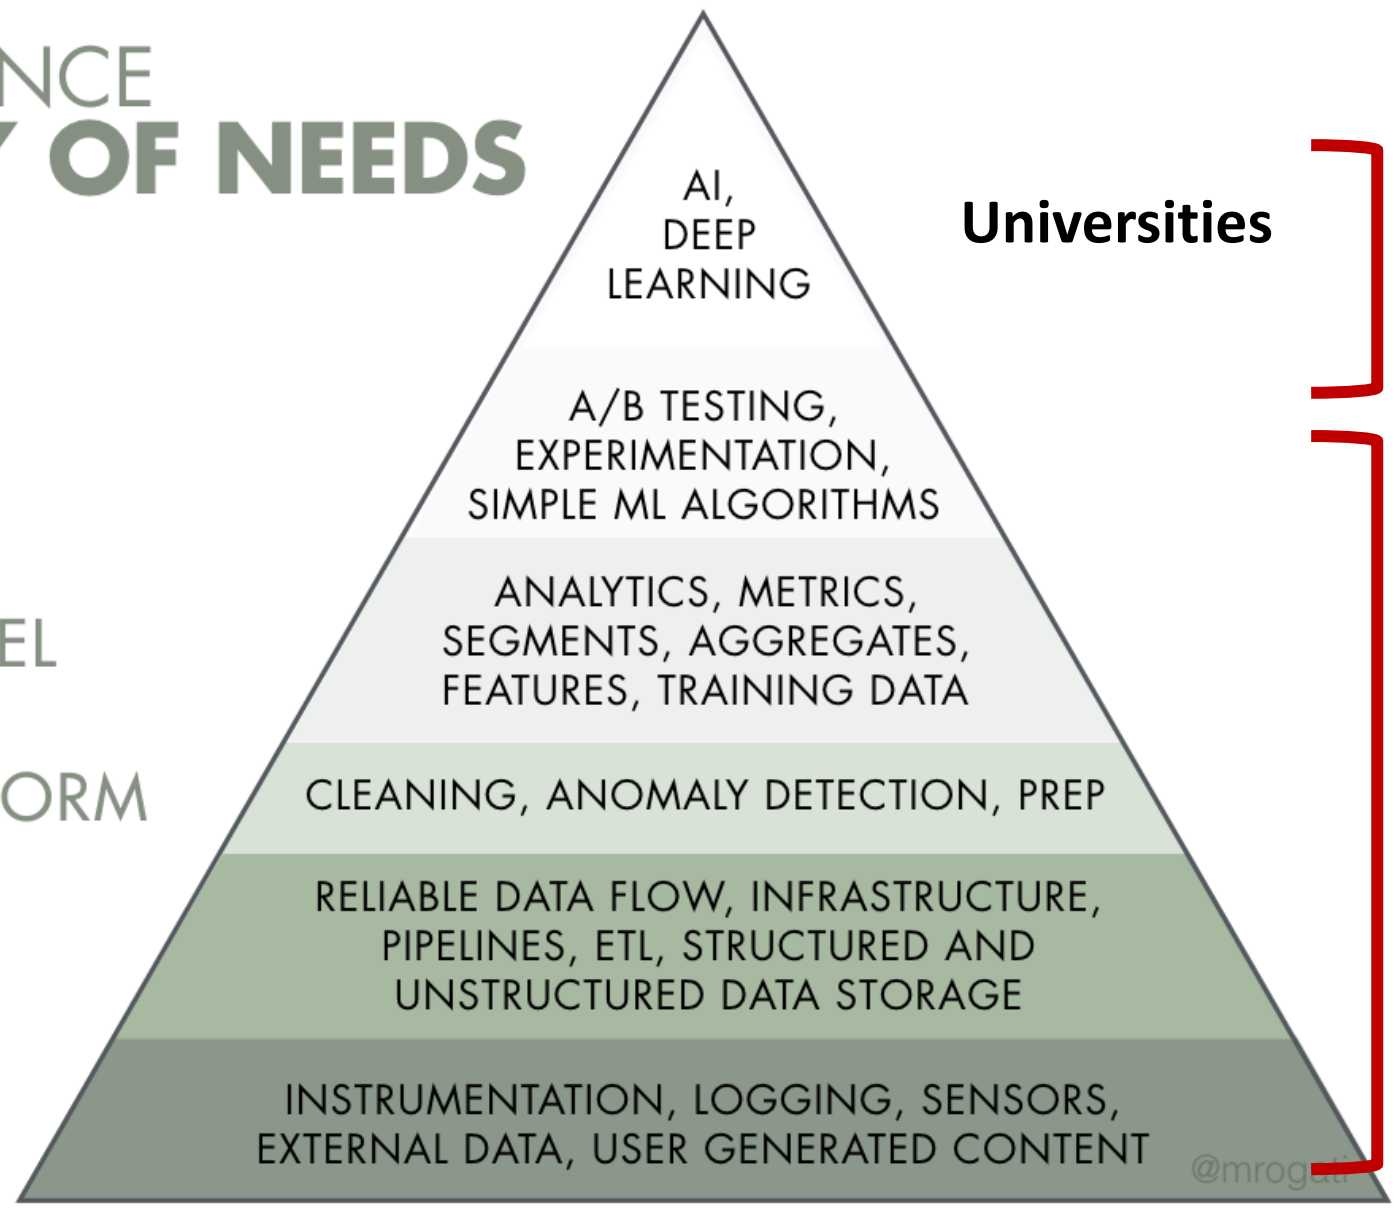 NCE
Y OF NEEDS
AI,
DEEP
LEARNING
Universities
A/B TESTING,
EXPERIMENTATION,
SIMPLE ML ALGORITHMS
ANALYTICS, METRICS,
SEGMENTS, AGGREGATES,
FEATURES, TRAINING DATA
EL
CLEANING, ANOMALY DETECTION, PREP
ORM
RELIABLE DATA FLOW, INFRASTRUCTURE,
PIPELINES, ETL, STRUCTURED AND
UNSTRUCTURED DATA STORAGE
INSTRUMENTATION, LOGGING, SENSORS,
EXTERNAL DATA, USER GENERATED CONTENT
@mrogati